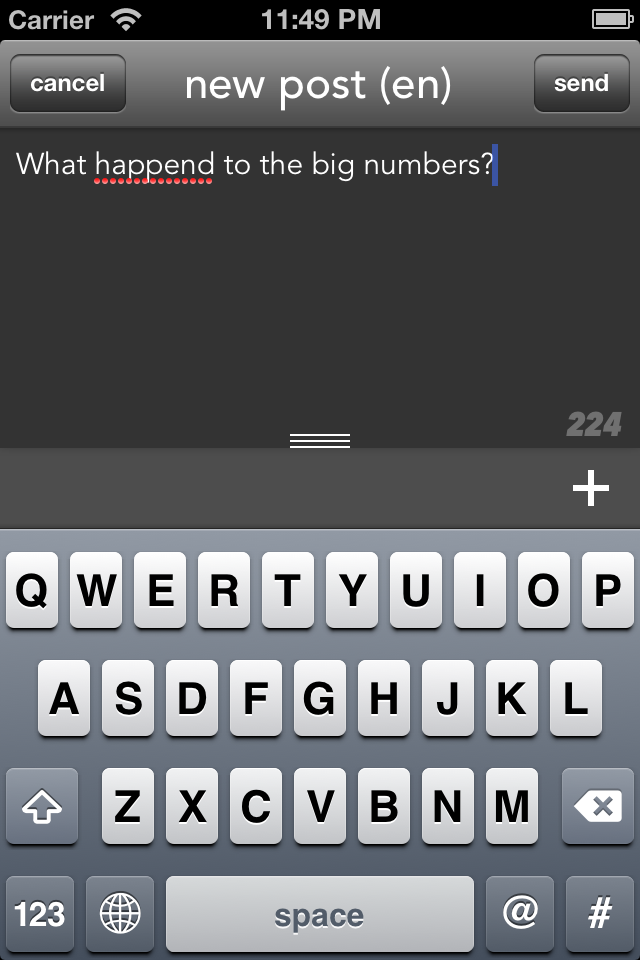 Carrier 11:49 PM
cancel new post (en) send
What happend to the big numbers?
224
+
Q W E R T Y U I O P
A S D F G H J K L
Z X C V B N M
123 space @ #